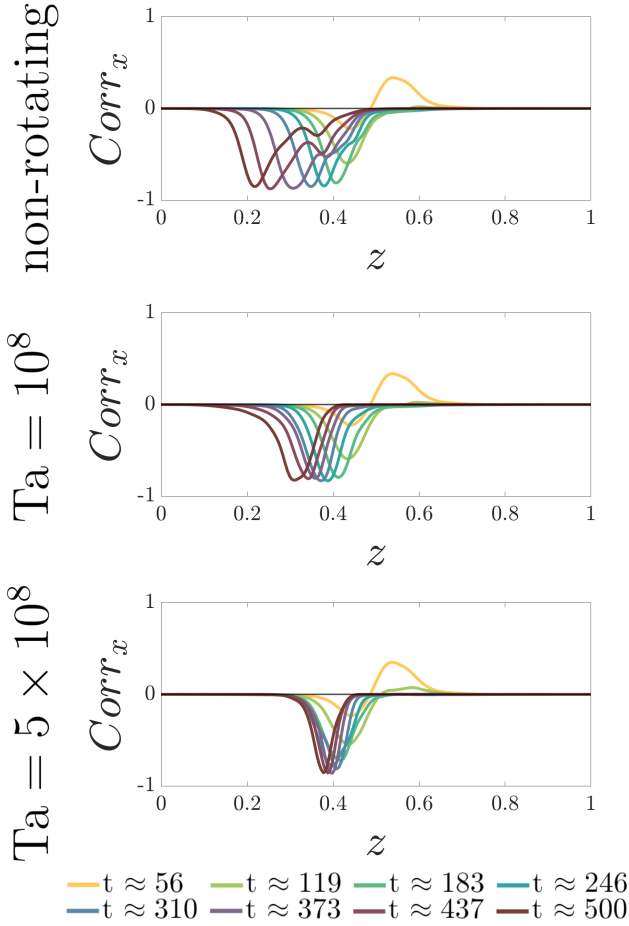 non-rotating
Corr_x
1
0
-1
0 0.2 0.4 0.6 0.8 1
z
Ta = 10^8
Corr_x
1
0
-1
0 0.2 0.4 0.6 0.8 1
z
Ta = 5 × 10^8
Corr_x
1
0
-1
0 0.2 0.4 0.6 0.8 1
z
t ≈ 56 t ≈ 119 t ≈ 183 t ≈ 246
t ≈ 310 t ≈ 373 t ≈ 437 t ≈ 500